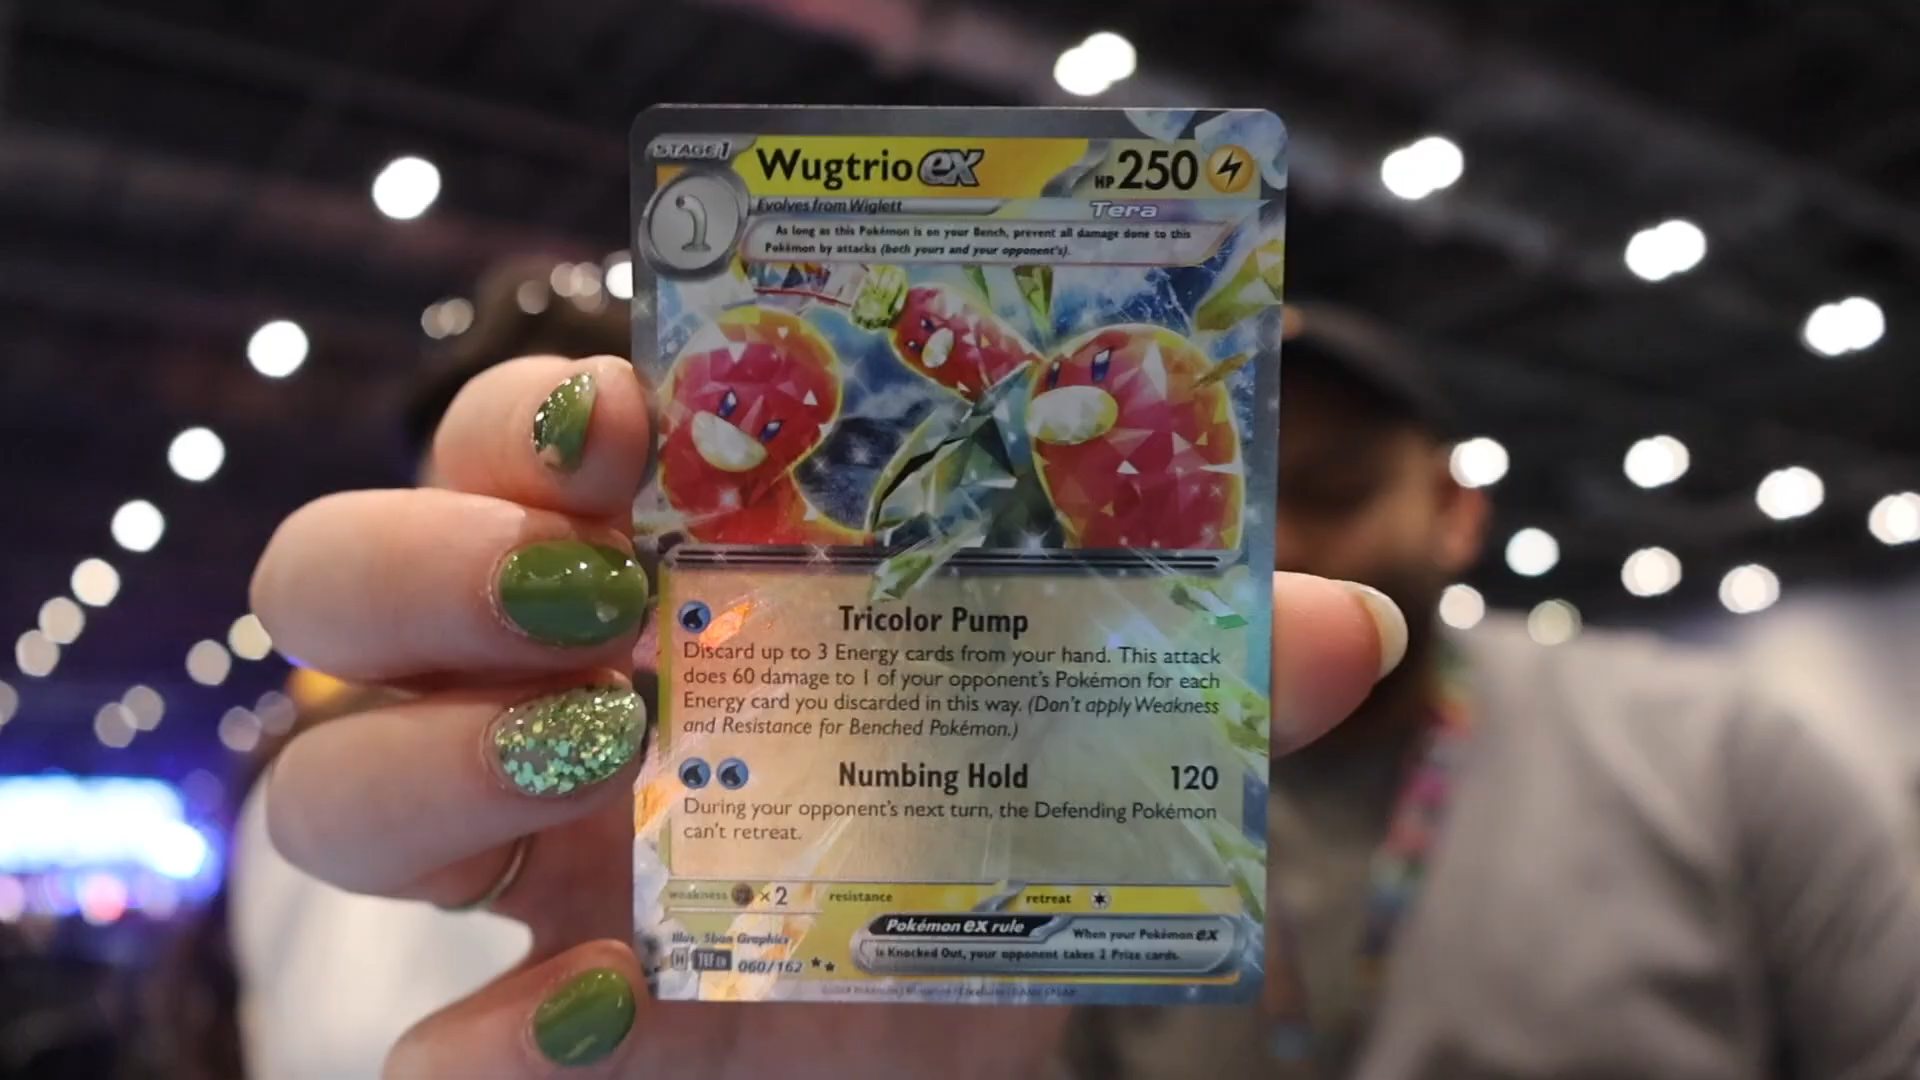 STAGE1
Wugtrio ex HP 250
Evolves from Wiglett
Tera
As long as this Pokémon is on your Bench, prevent all damage done to this
Pokémon by attacks (both yours and your opponent's).
Tricolor Pump
Discard up to 3 Energy cards from your hand. This attack
does 60 damage to 1 of your opponent's Pokémon for each
Energy card you discarded in this way. (Don't apply Weakness
and Resistance for Benched Pokémon.)
Numbing Hold 120
During your opponent's next turn, the Defending Pokémon
can't retreat.
weakness ×2 resistance retreat
Pokémon ex rule When your Pokémon ex
is Knocked Out, your opponent takes 2 Prize cards.
Illus. 5ban Graphics
H TEF EN 060/162